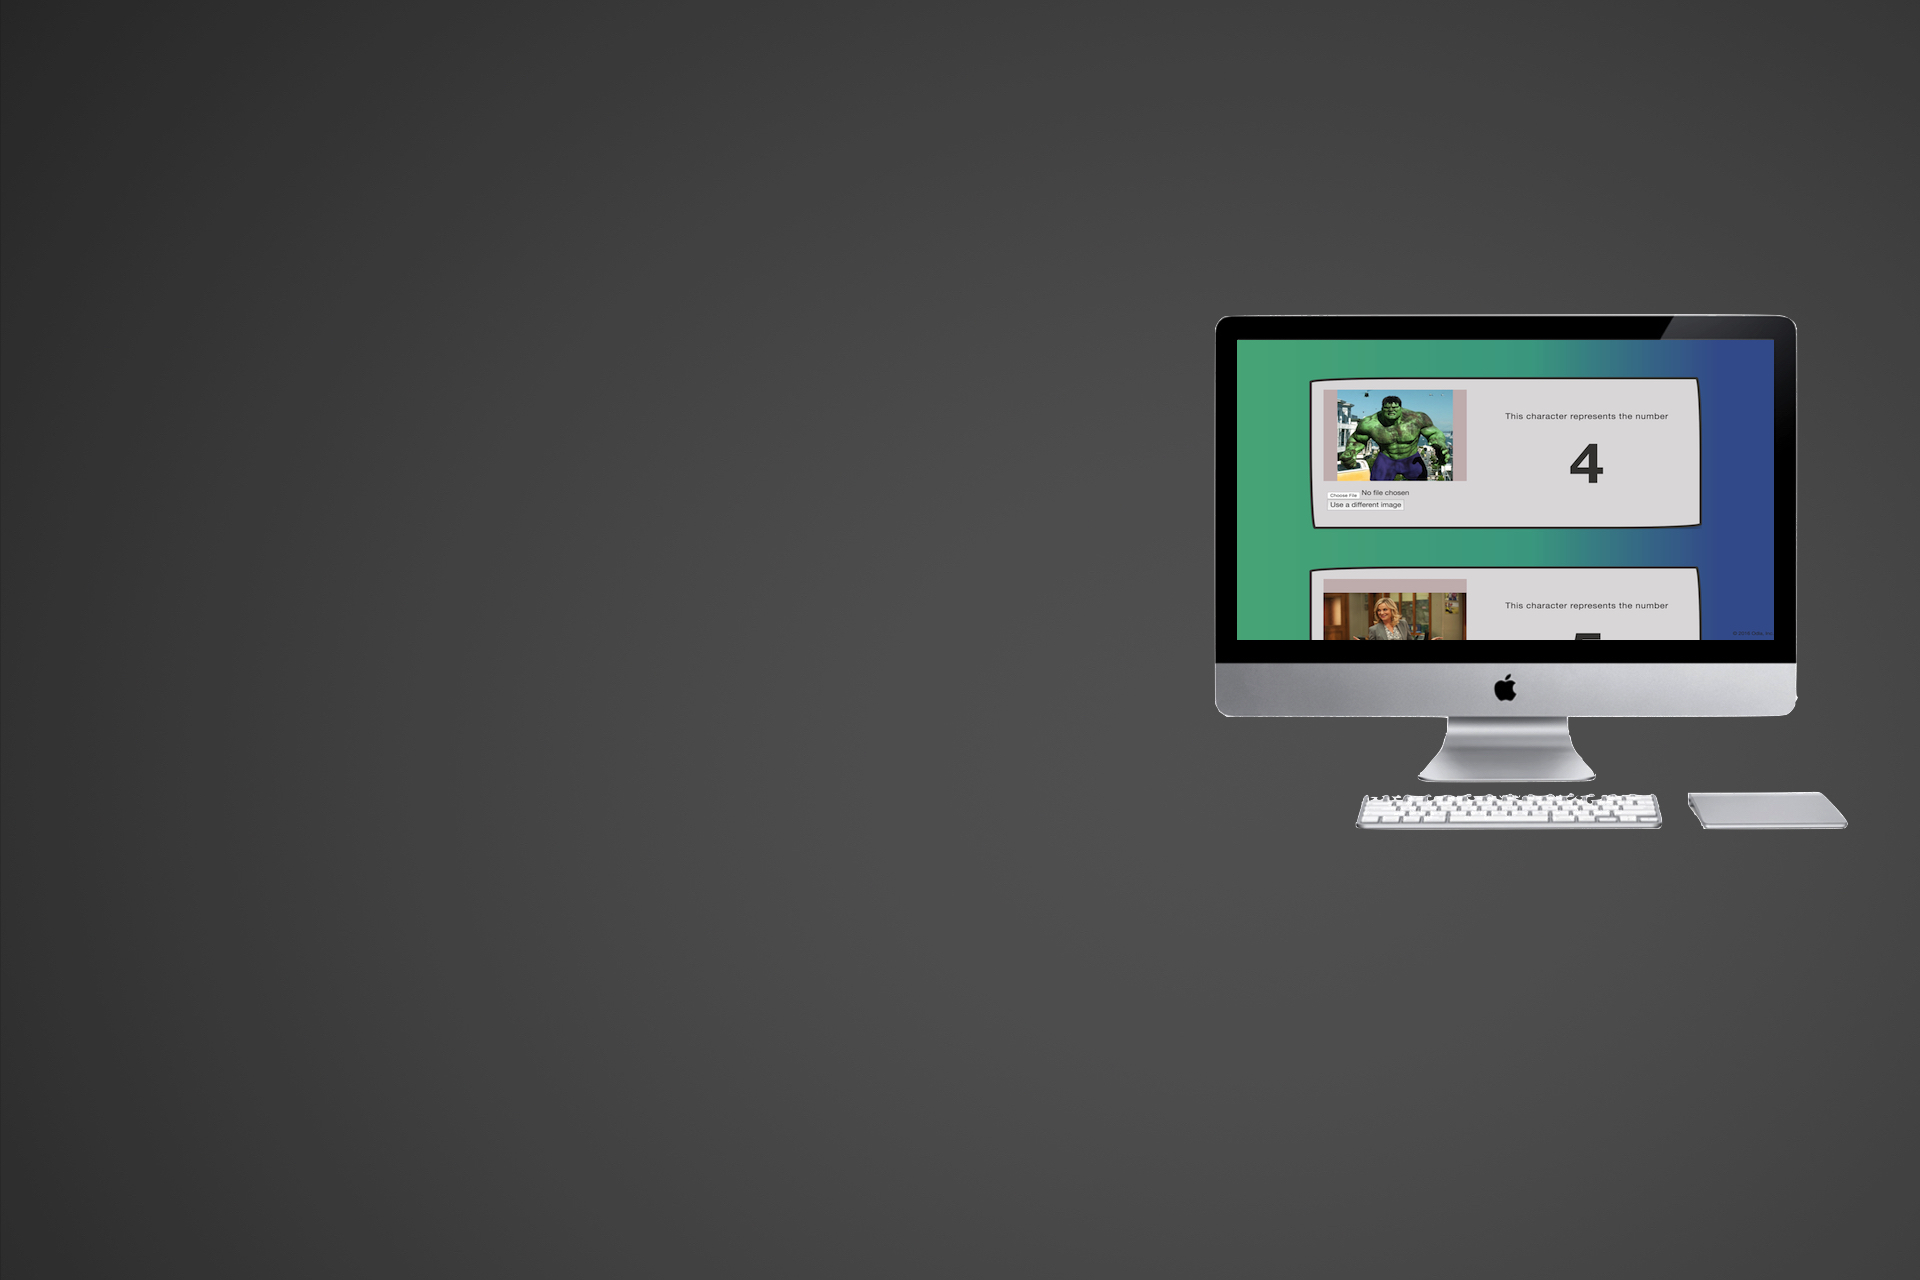 This character represents the number
4
Choose File No file chosen
Use a different image
This character represents the number